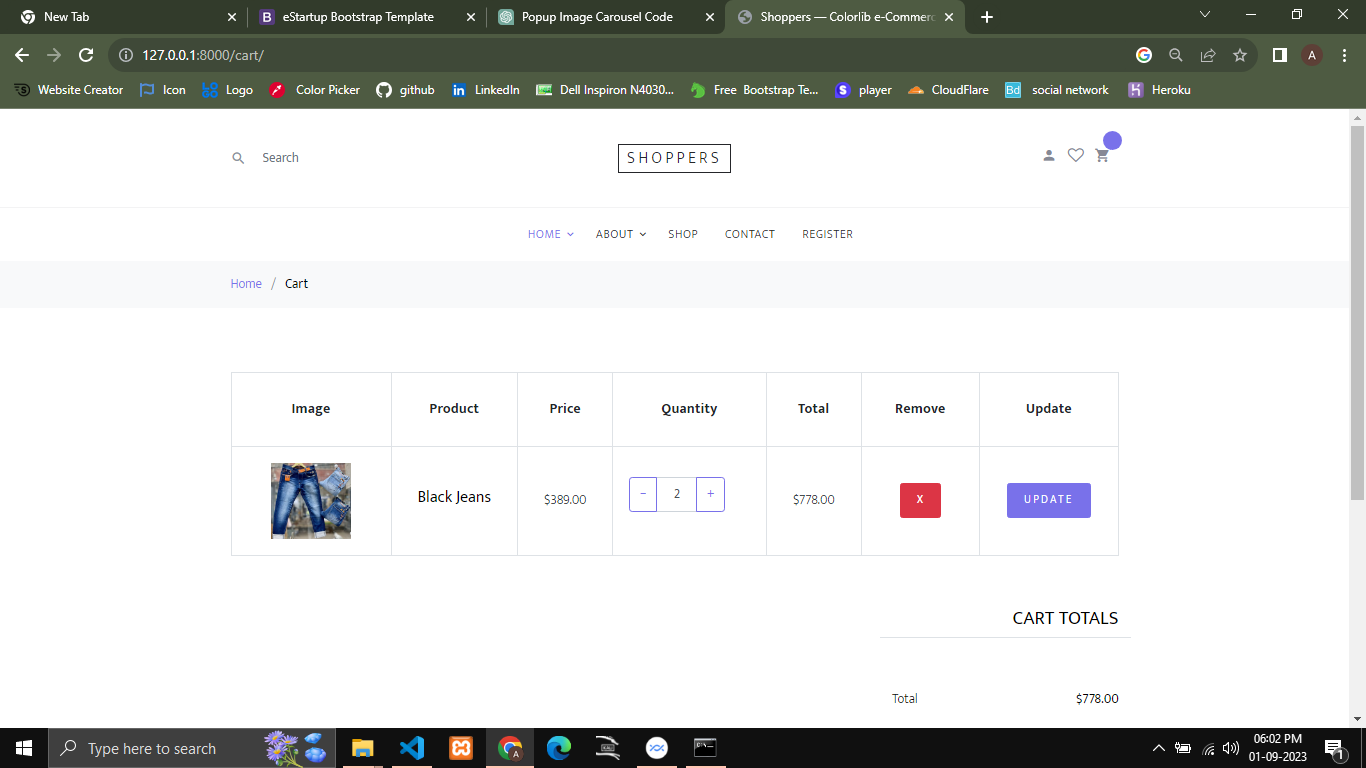 New Tab
eStartup Bootstrap Template
Popup Image Carousel Code
Shoppers — Colorlib e-Commerc
127.0.0.1:8000/cart/
A
Website Creator
Icon
Logo
Color Picker
github
LinkedIn
Dell Inspiron N4030...
Free Bootstrap Te...
player
CloudFlare
Bd social network
Heroku
Search
SHOPPERS
HOME
ABOUT
SHOP
CONTACT
REGISTER
Home / Cart
Image Product Price Quantity Total Remove Update
Black Jeans $389.00 − 2 + $778.00 X UPDATE
CART TOTALS
Total $778.00
Type here to search
06:02 PM
01-09-2023
1